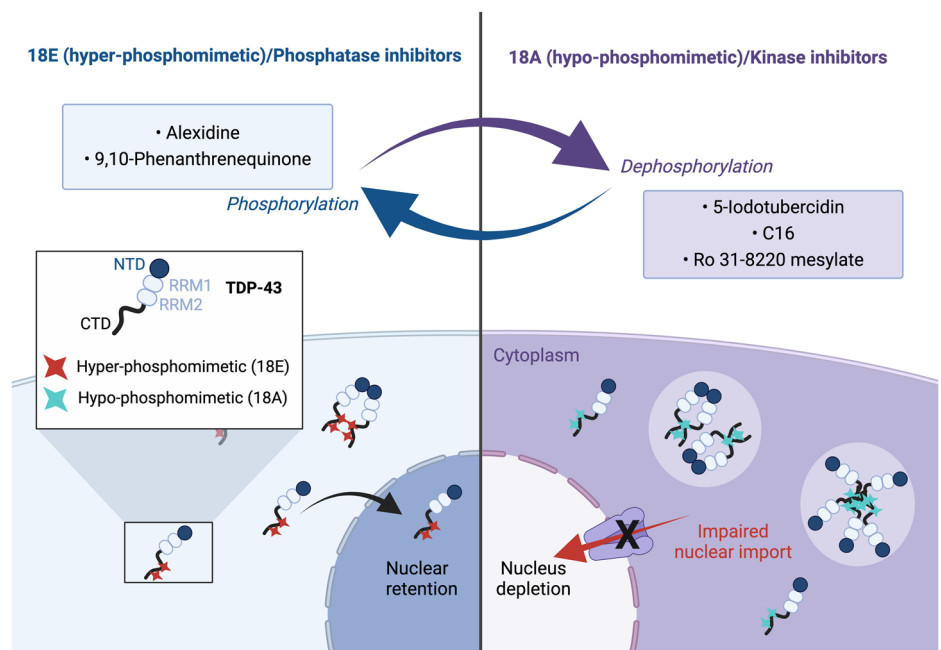 18E (hyper-phosphomimetic)/Phosphatase inhibitors
18A (hypo-phosphomimetic)/Kinase inhibitors
• Alexidine
• 9,10-Phenanthrenequinone
Phosphorylation
Dephosphorylation
• 5-Iodotubercidin
• C16
• Ro 31-8220 mesylate
NTD
RRM1
RRM2
TDP-43
CTD
Hyper-phosphomimetic (18E)
Hypo-phosphomimetic (18A)
Cytoplasm
Nuclear
retention
Nucleus
depletion
X
Impaired
nuclear import